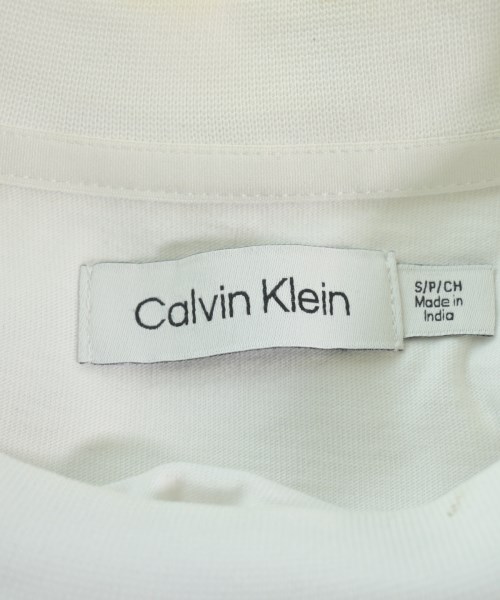 Calvin Klein
S/P/CH
Made in
India